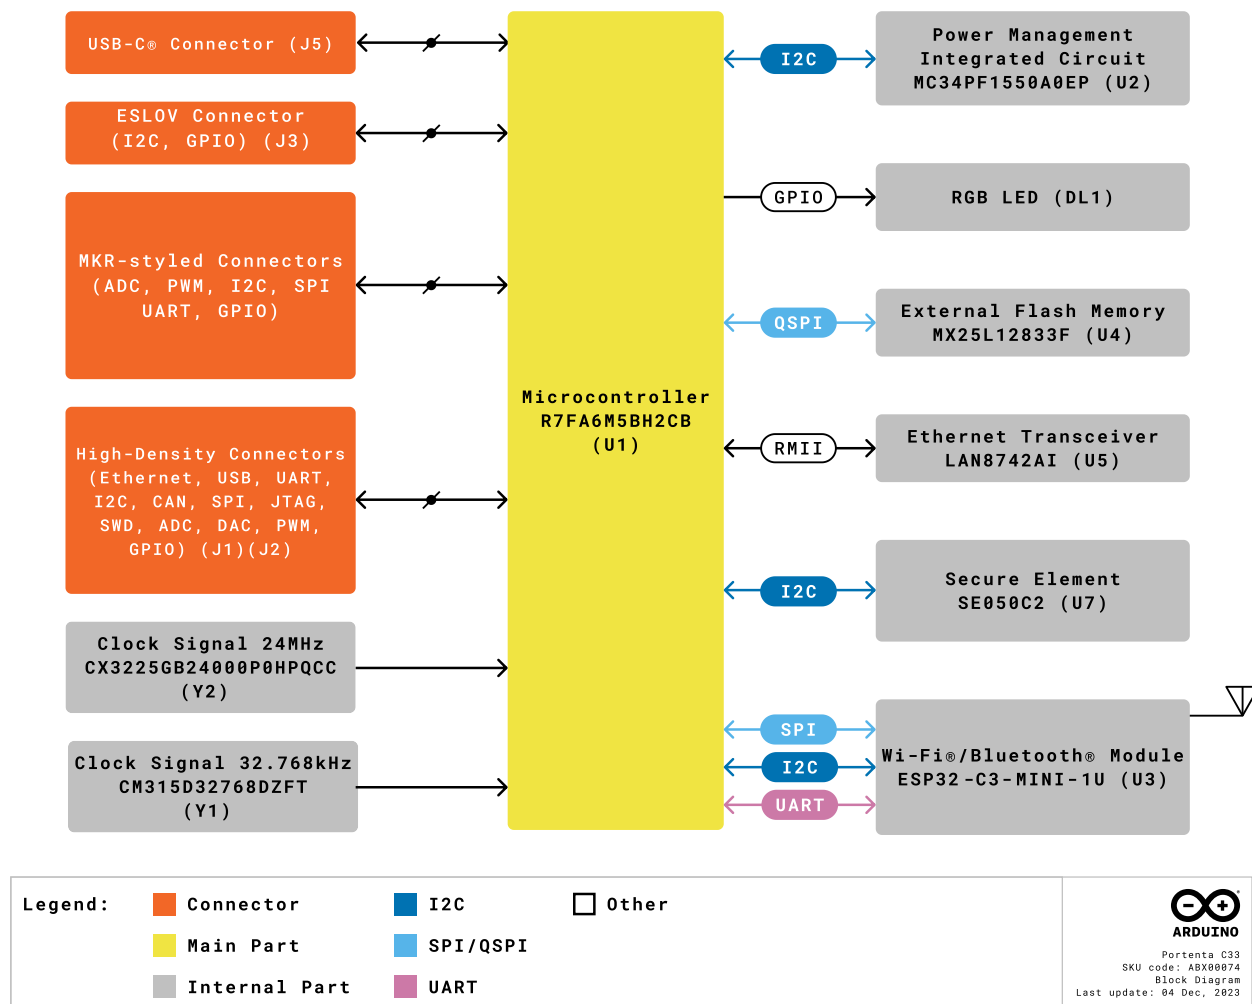 USB-C® Connector (J5)
ESLOV Connector
(I2C, GPIO) (J3)
MKR-styled Connectors
(ADC, PWM, I2C, SPI
UART, GPIO)
High-Density Connectors
(Ethernet, USB, UART,
I2C, CAN, SPI, JTAG,
SWD, ADC, DAC, PWM,
GPIO) (J1)(J2)
Clock Signal 24MHz
CX3225GB24000P0HPQCC
(Y2)
Clock Signal 32.768kHz
CM315D32768DZFT
(Y1)
Microcontroller
R7FA6M5BH2CB
(U1)
I2C
Power Management
Integrated Circuit
MC34PF1550A0EP (U2)
GPIO
RGB LED (DL1)
QSPI
External Flash Memory
MX25L12833F (U4)
RMII
Ethernet Transceiver
LAN8742AI (U5)
I2C
Secure Element
SE050C2 (U7)
SPI
I2C
UART
Wi-Fi®/Bluetooth® Module
ESP32-C3-MINI-1U (U3)
Legend:
Connector
Main Part
Internal Part
I2C
SPI/QSPI
UART
Other
ARDUINO
Portenta C33
SKU code: ABX00074
Block Diagram
Last update: 04 Dec, 2023